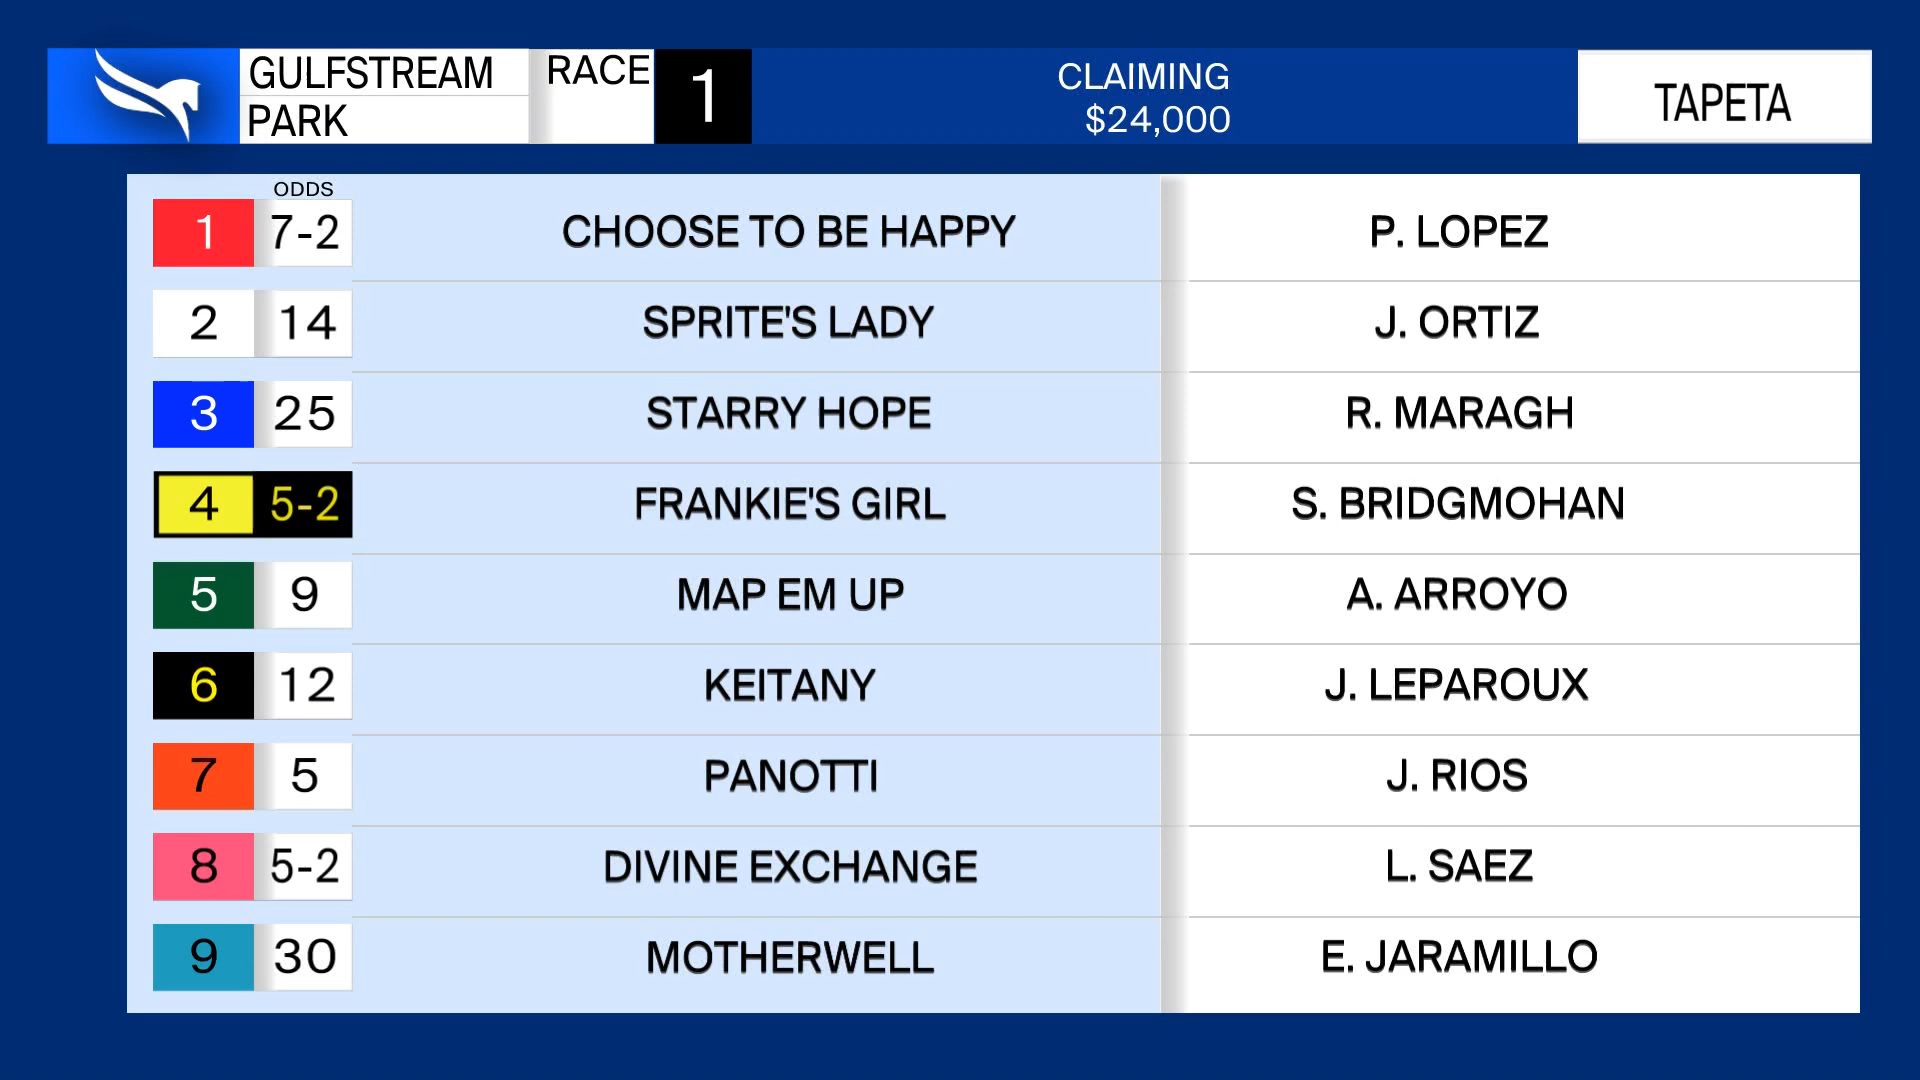 GULFSTREAM
PARK
RACE
1
CLAIMING
$24,000
TAPETA
ODDS
1 7-2 CHOOSE TO BE HAPPY P. LOPEZ
2 14 SPRITE'S LADY J. ORTIZ
3 25 STARRY HOPE R. MARAGH
4 5-2 FRANKIE'S GIRL S. BRIDGMOHAN
5 9 MAP EM UP A. ARROYO
6 12 KEITANY J. LEPAROUX
7 5 PANOTTI J. RIOS
8 5-2 DIVINE EXCHANGE L. SAEZ
9 30 MOTHERWELL E. JARAMILLO